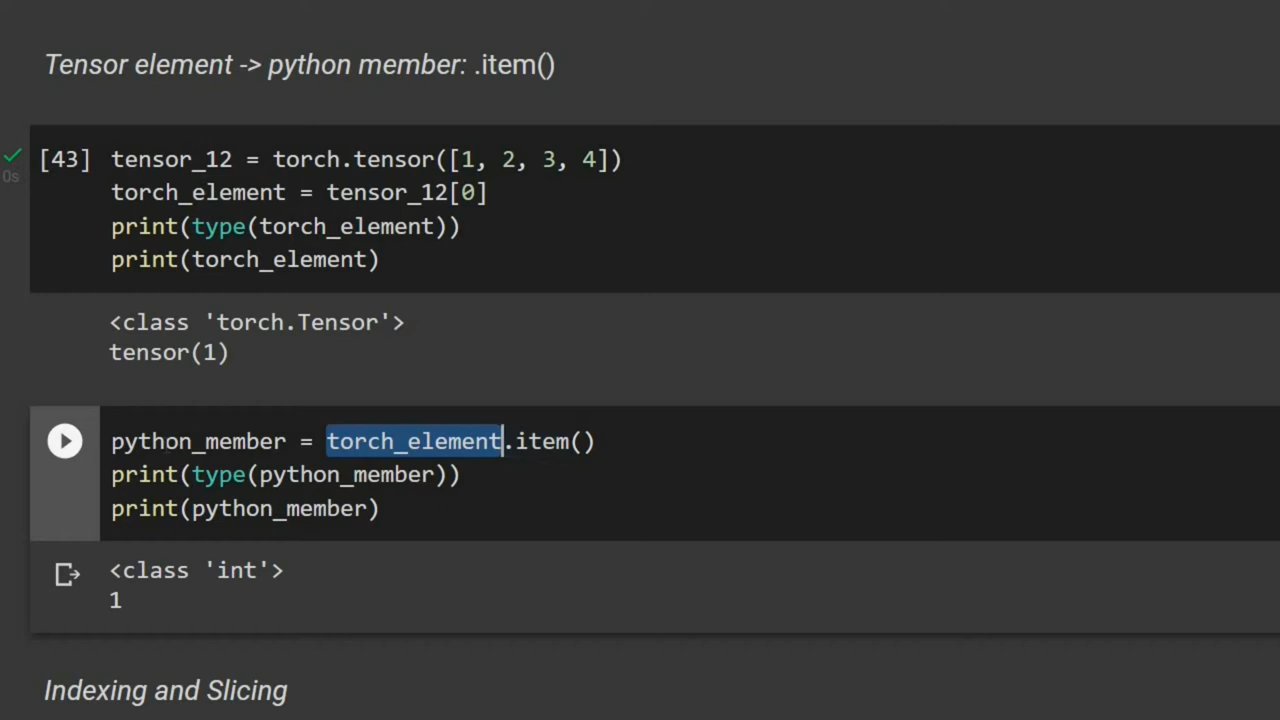 Tensor element -> python member: .item()
[43] tensor_12 = torch.tensor([1, 2, 3, 4])
0s
torch_element = tensor_12[0]
print(type(torch_element))
print(torch_element)
<class 'torch.Tensor'>
tensor(1)
python_member = torch_element.item()
print(type(python_member))
print(python_member)
<class 'int'>
1
Indexing and Slicing